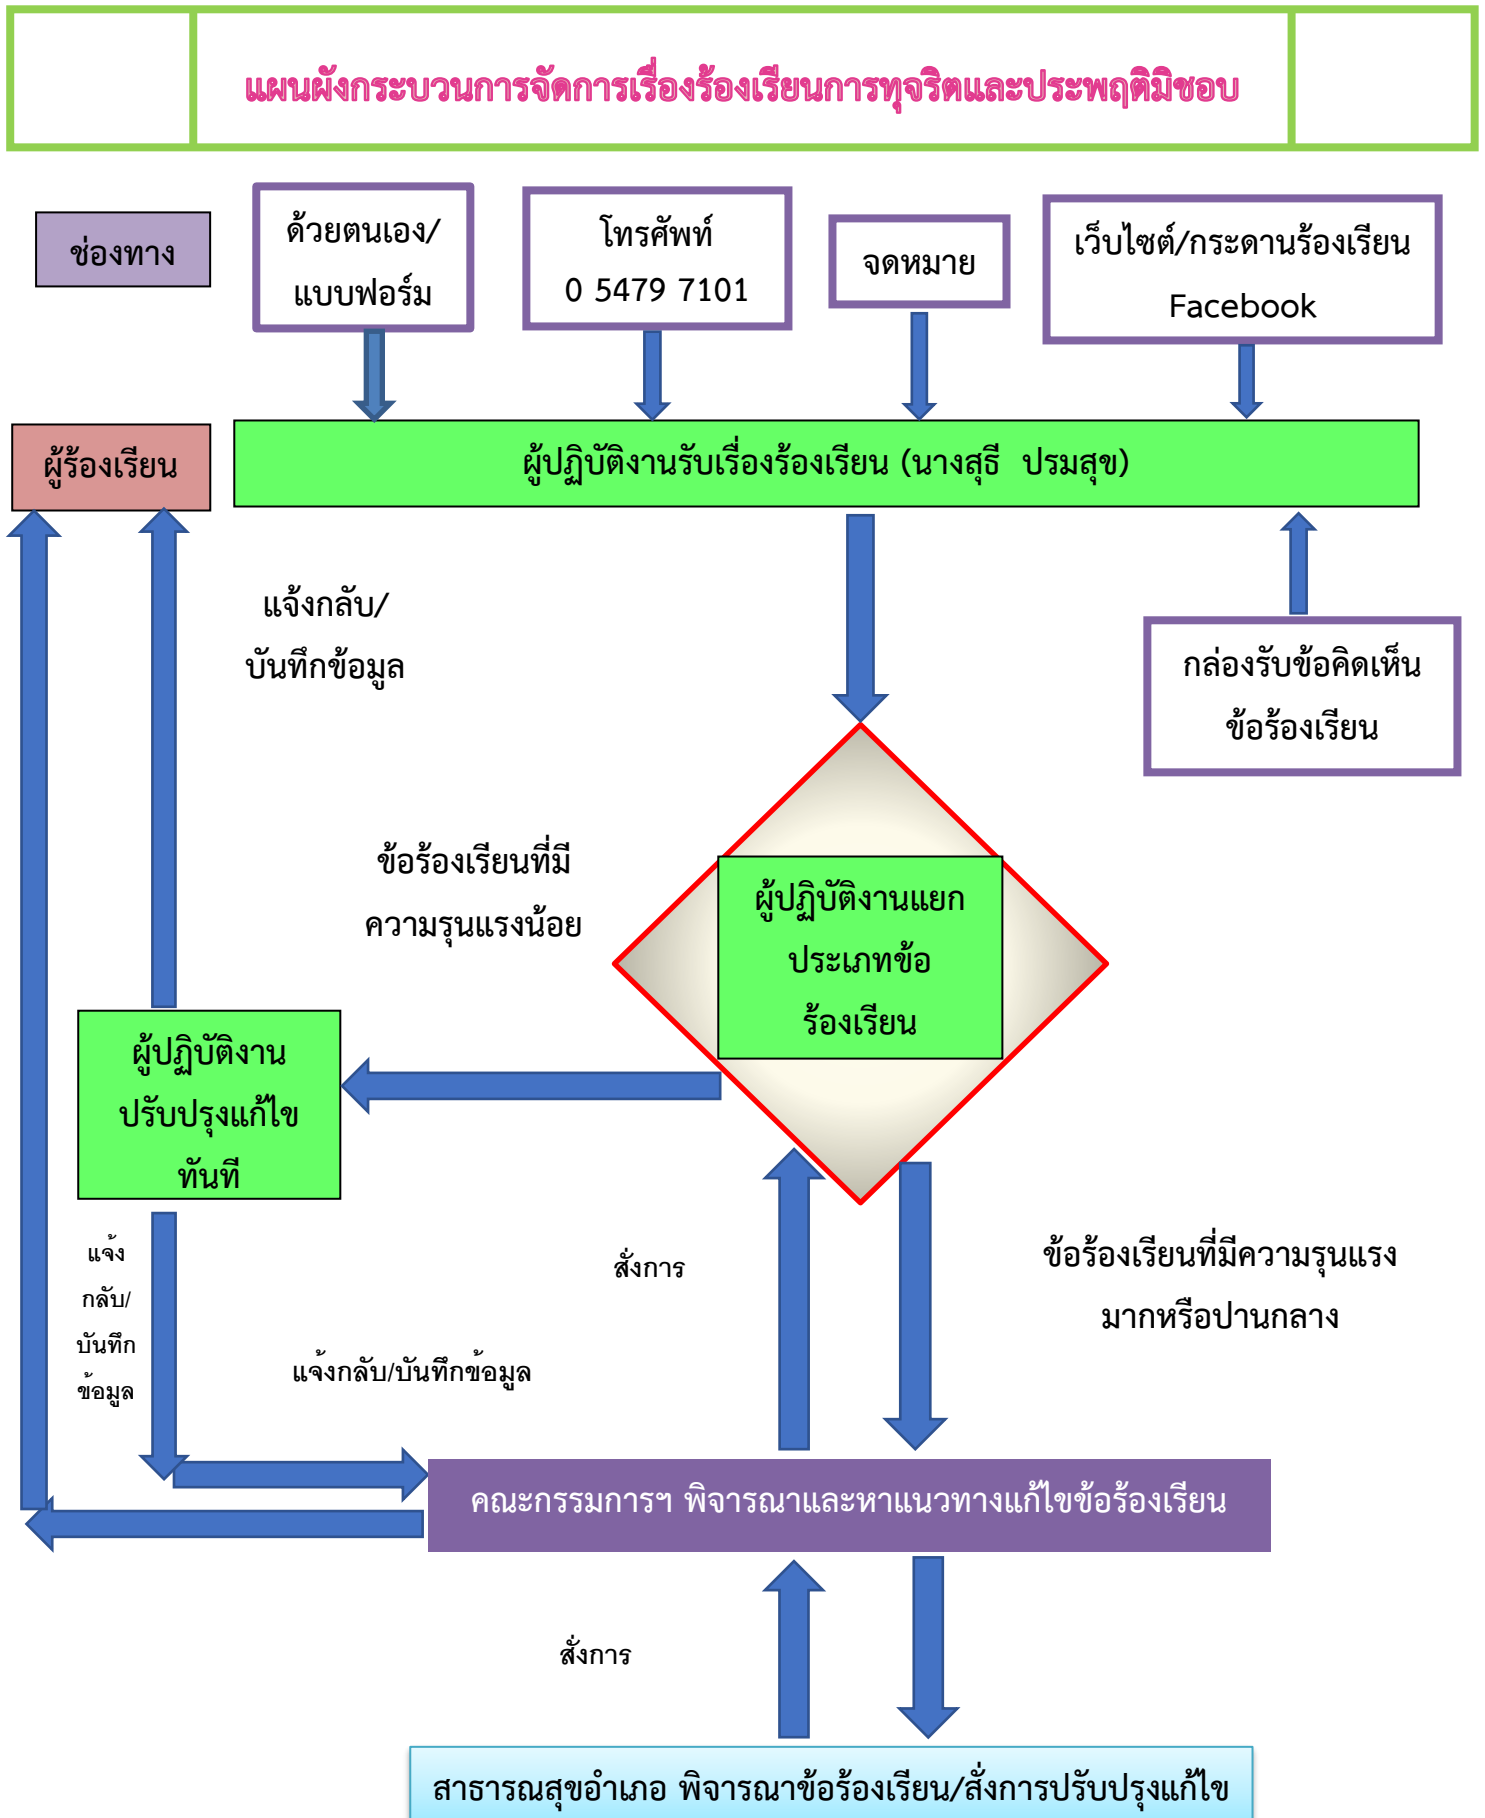 แผนผังกระบวนการจัดการเรื่องร้องเรียนการทุจริตและประพฤติมิชอบ
ช่องทาง
ด้วยตนเอง/
แบบฟอร์ม
โทรศัพท์
0 5479 7101
จดหมาย
เว็บไซต์/กระดานร้องเรียน
Facebook
ผู้ร้องเรียน
ผู้ปฏิบัติงานรับเรื่องร้องเรียน (นางสุธี ปรมสุข)
แจ้งกลับ/
บันทึกข้อมูล
กล่องรับข้อคิดเห็น
ข้อร้องเรียน
ข้อร้องเรียนที่มี
ความรุนแรงน้อย
ผู้ปฏิบัติงานแยก
ประเภทข้อ
ร้องเรียน
ผู้ปฏิบัติงาน
ปรับปรุงแก้ไข
ทันที
แจ้ง
กลับ/
บันทึก
ข้อมูล
สั่งการ
ข้อร้องเรียนที่มีความรุนแรง
มากหรือปานกลาง
แจ้งกลับ/บันทึกข้อมูล
คณะกรรมการฯ พิจารณาและหาแนวทางแก้ไขข้อร้องเรียน
สั่งการ
สาธารณสุขอำเภอ พิจารณาข้อร้องเรียน/สั่งการปรับปรุงแก้ไข